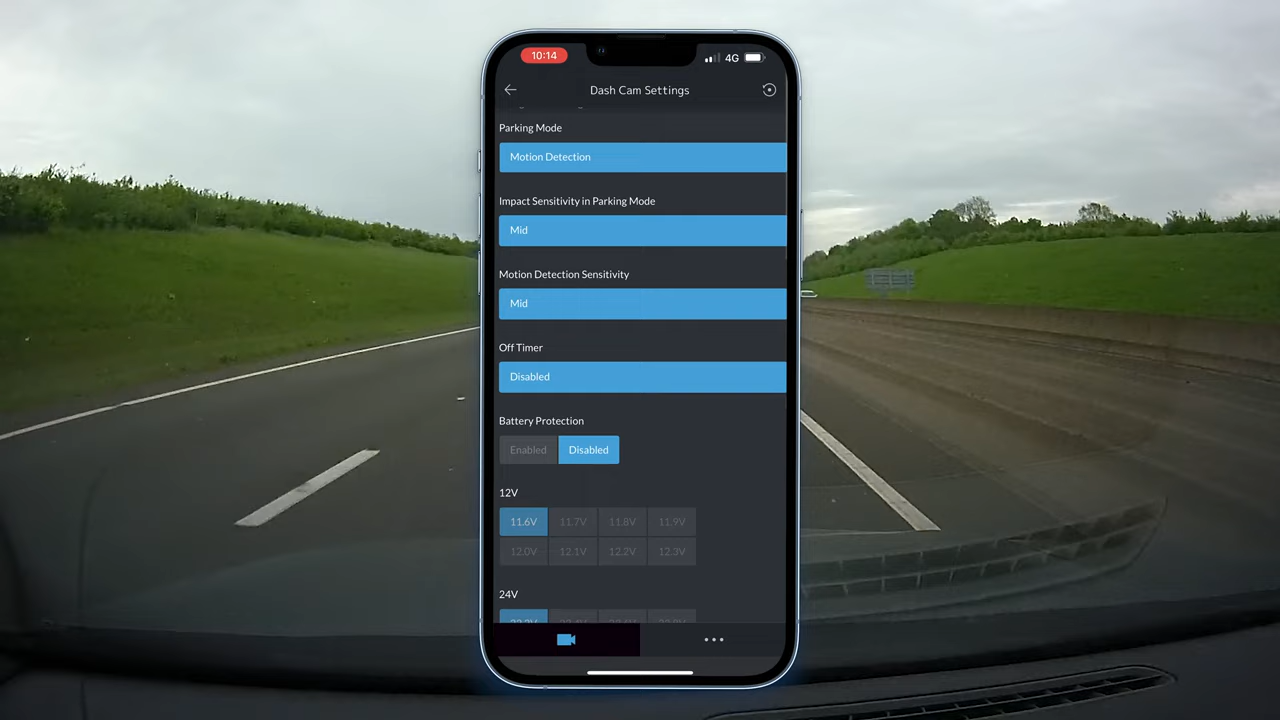 10:14
4G
Dash Cam Settings
Parking Mode
Motion Detection
Impact Sensitivity in Parking Mode
Mid
Motion Detection Sensitivity
Mid
Off Timer
Disabled
Battery Protection
Enabled Disabled
12V
11.6V 11.7V 11.8V 11.9V
12.0V 12.1V 12.2V 12.3V
24V